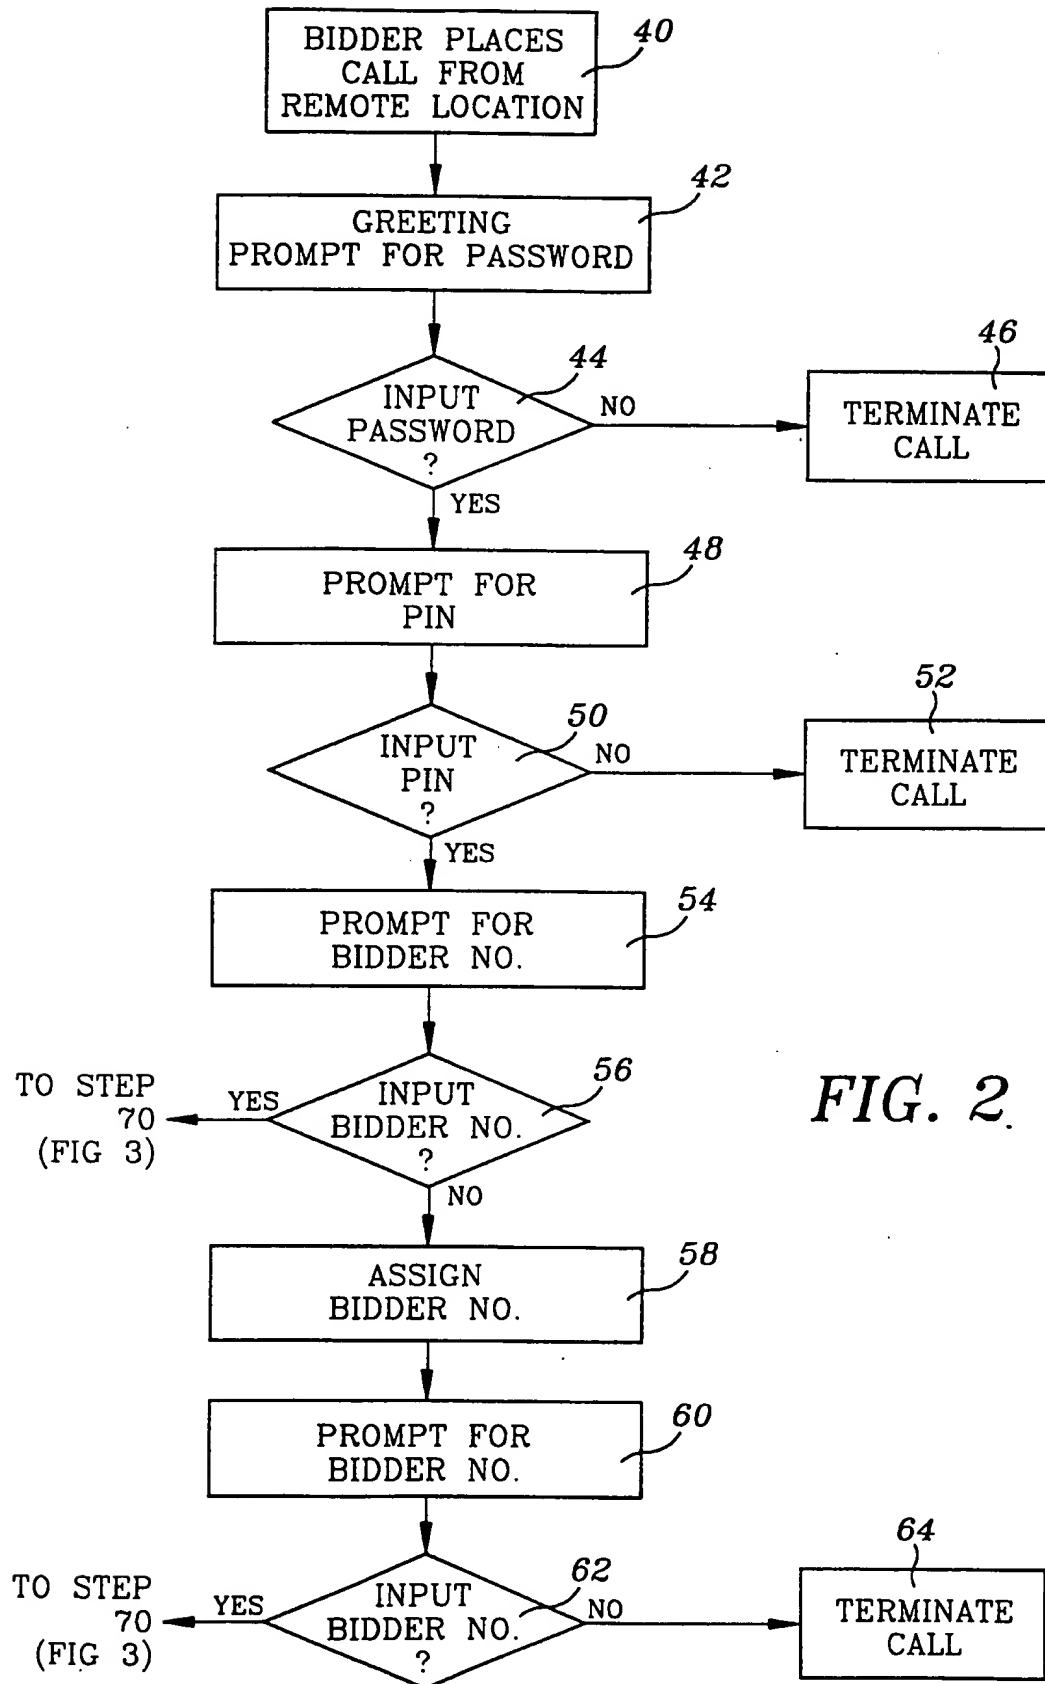 BIDDER PLACES
CALL FROM
REMOTE LOCATION
40
GREETING
PROMPT FOR PASSWORD
42
INPUT
PASSWORD
?
44
NO
TERMINATE
CALL
46
YES
PROMPT FOR
PIN
48
INPUT
PIN
?
50
NO
TERMINATE
CALL
52
YES
PROMPT FOR
BIDDER NO.
54
INPUT
BIDDER NO.
?
56
YES
TO STEP
70
(FIG 3)
FIG. 2
NO
ASSIGN
BIDDER NO.
58
PROMPT FOR
BIDDER NO.
60
INPUT
BIDDER NO.
?
62
YES
TO STEP
70
(FIG 3)
NO
TERMINATE
CALL
64